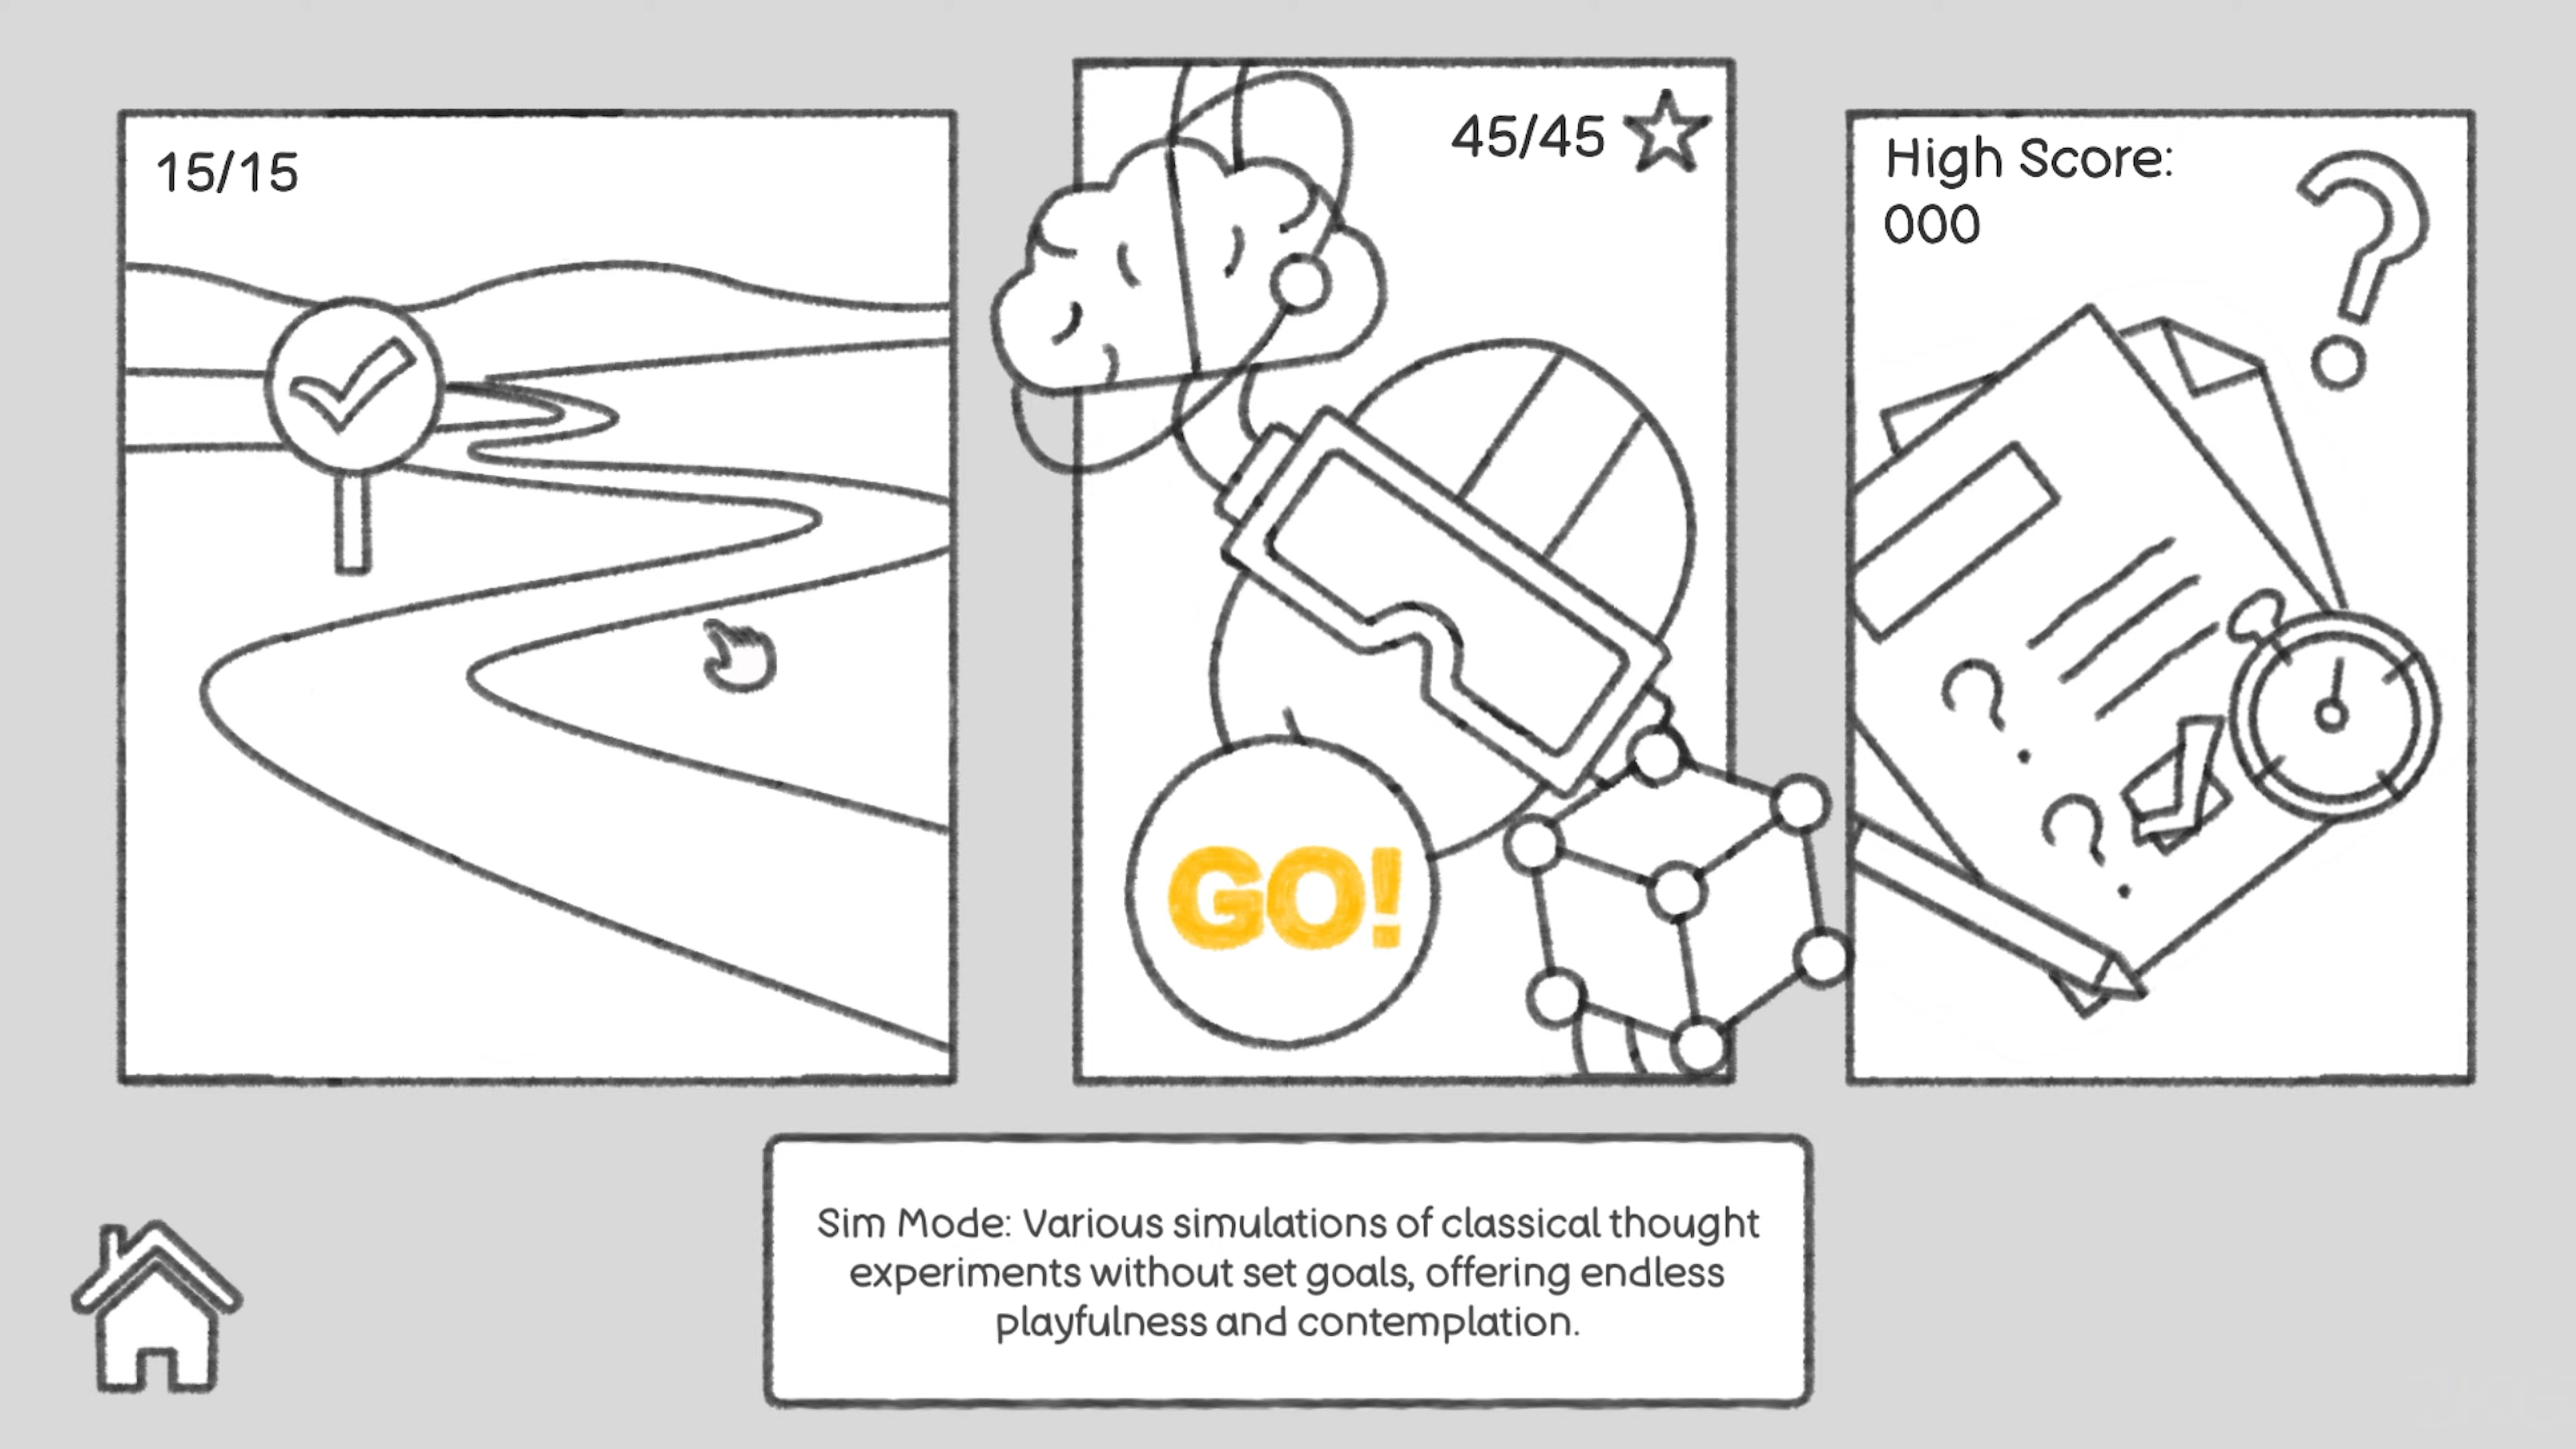 15/15
45/45
High Score:
000
GO!
Sim Mode: Various simulations of classical thought
experiments without set goals, offering endless
playfulness and contemplation.